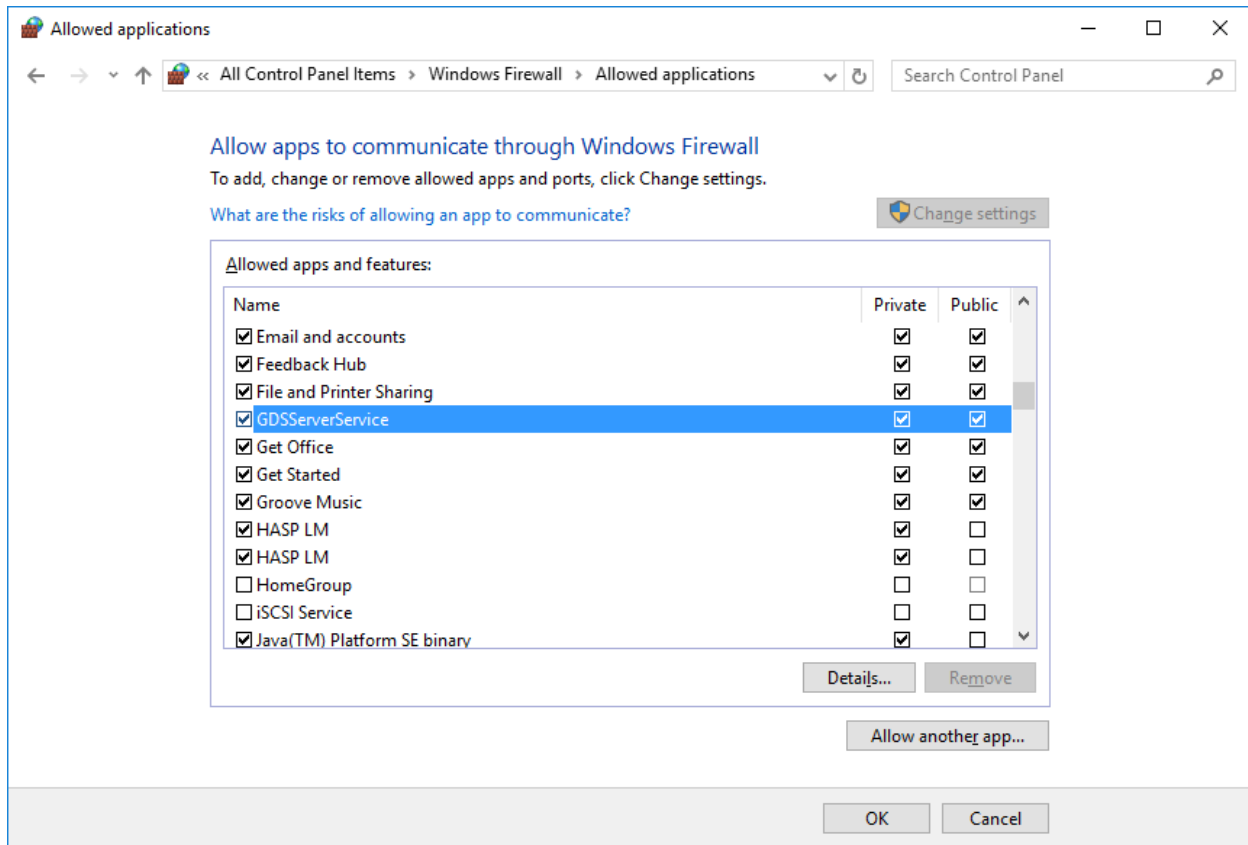 Allowed applications
« All Control Panel Items > Windows Firewall > Allowed applications Search Control Panel
Allow apps to communicate through Windows Firewall
To add, change or remove allowed apps and ports, click Change settings.
What are the risks of allowing an app to communicate?
Change settings
Allowed apps and features:
Name Private Public
Email and accounts
Feedback Hub
File and Printer Sharing
GDSServerService
Get Office
Get Started
Groove Music
HASP LM
HASP LM
HomeGroup
iSCSI Service
Java(TM) Platform SE binary
Details... Remove
Allow another app...
OK Cancel